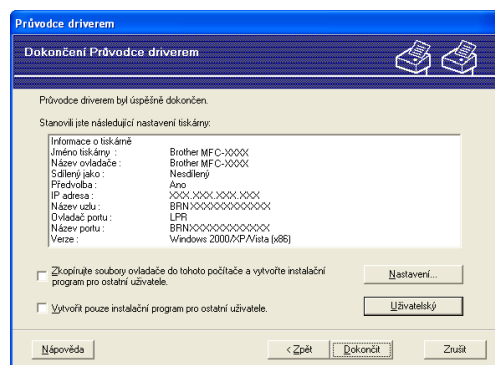 Průvodce driverem
Dokončení Průvodce driverem
Průvodce driverem byl úspěšně dokončen.
Stanovili jste následující nastavení tiskárny:
Informace o tiskárně
Jméno tiskárny : Brother MFC-XXXX
Název ovladače : Brother MFC-XXXX
Sdílený jako : Nesdílený
Předvolba : Ano
IP adresa : XXX.XXX.XXX.XXX
Název uzlu : BRNXXXXXXXXXXXX
Ovladač portu : LPR
Název portu : BRNXXXXXXXXXXXX
Verze : Windows 2000/XP/Vista (x86)
Zkopírujte soubory ovladače do tohoto počítače a vytvořte instalační
program pro ostatní uživatele.
Nastavení...
Vytvořit pouze instalační program pro ostatní uživatele.
Uživatelský
Nápověda
< Zpět
Dokončit
Zrušit